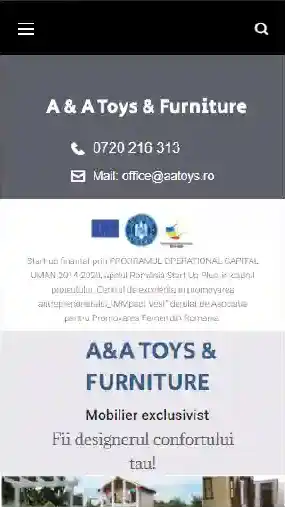 A & A Toys & Furniture
0720 216 313
Mail: office@aatoys.ro
Start-up finanțat prin PROGRAMUL OPERAȚIONAL CAPITAL
UMAN 2014-2020, apelul România Start Up Plus, în cadrul
proiectului „Centrul de excelență în promovarea
antreprenoriatului, IMMpact Vest” derulat de Asociația
pentru Promovarea Femeii din România.
A&A TOYS &
FURNITURE
Mobilier exclusivist
Fii designerul confortului
tau!